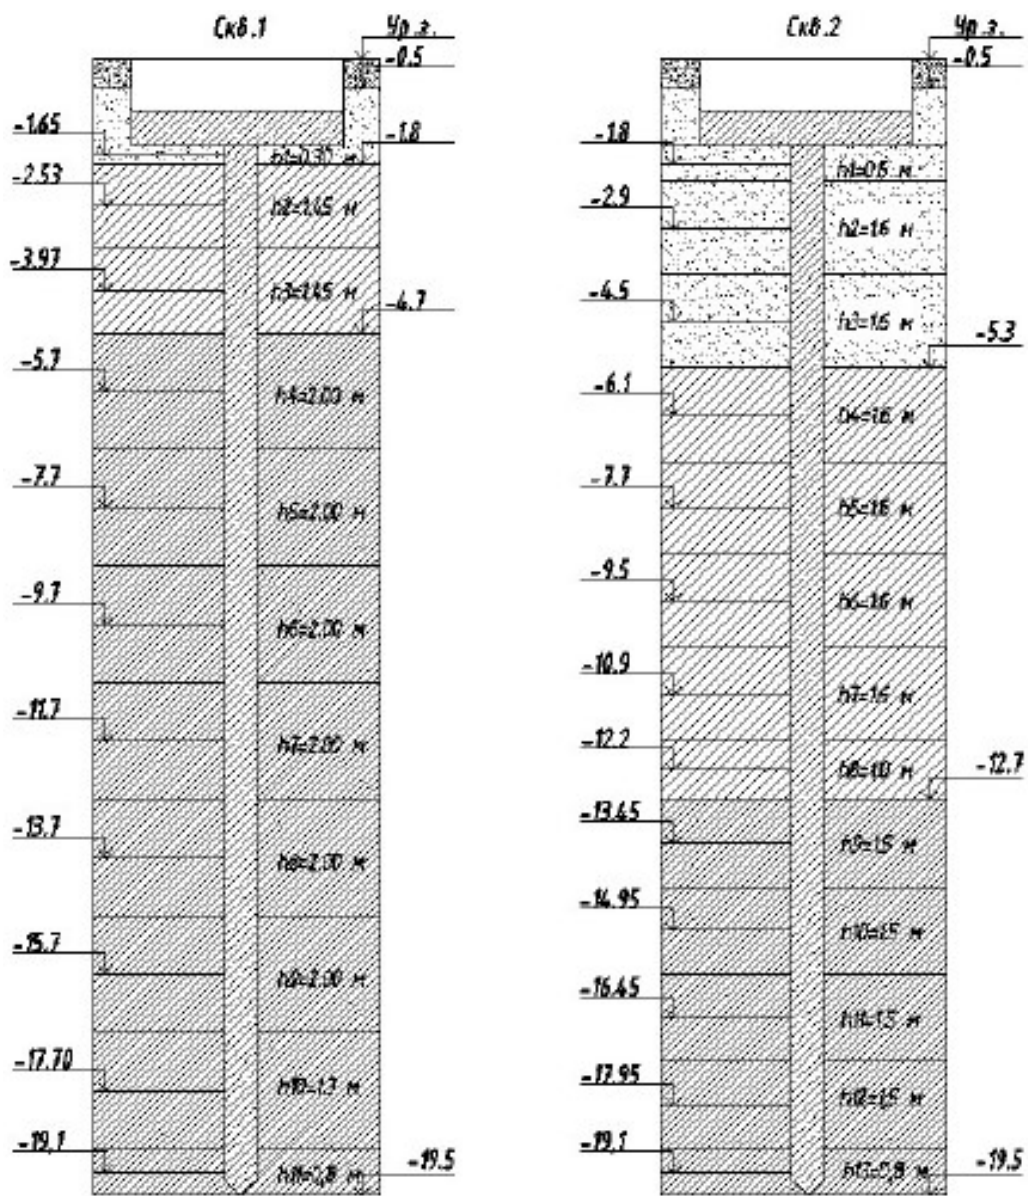 Скв.1
Ур.з.
-0.5
-1.65
-1.8
h1=0.30 м
-2.53
h2=1.45 м
-3.97
h3=1.45 м
-4.7
-5.7
h4=2.00 м
-7.7
h5=2.00 м
-9.7
h6=2.00 м
-11.7
h7=2.00 м
-13.7
h8=2.00 м
-15.7
h9=2.00 м
-17.70
h10=1.3 м
-19,1
h11=0,8 м
-19.5
Скв.2
Ур.з.
-0.5
-1.8
h1=0.6 м
-2.9
h2=1.6 м
-4.5
h3=1.6 м
-5.3
-6.1
h4=1.6 м
-7.7
h5=1.6 м
-9.5
h6=1.6 м
-10.9
h7=1.6 м
-12.2
h8=1.0 м
-12.7
-13.45
h9=1.5 м
-14.95
h10=1.5 м
-16.45
h11=1.5 м
-17.95
h12=1.5 м
-19,1
h13=0,8 м
-19.5